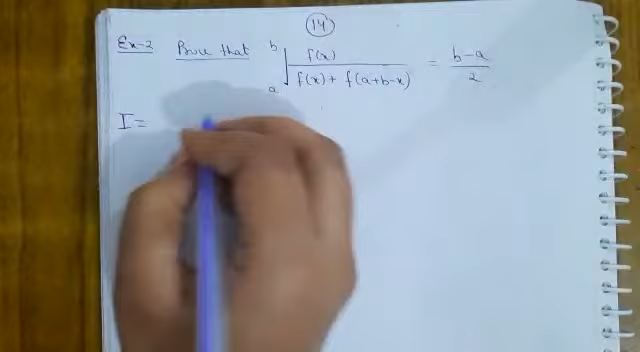 14
Ex-2 Prove that ∫_a^b f(x) / f(x) + f(a+b-x) = b-a / 2
I =